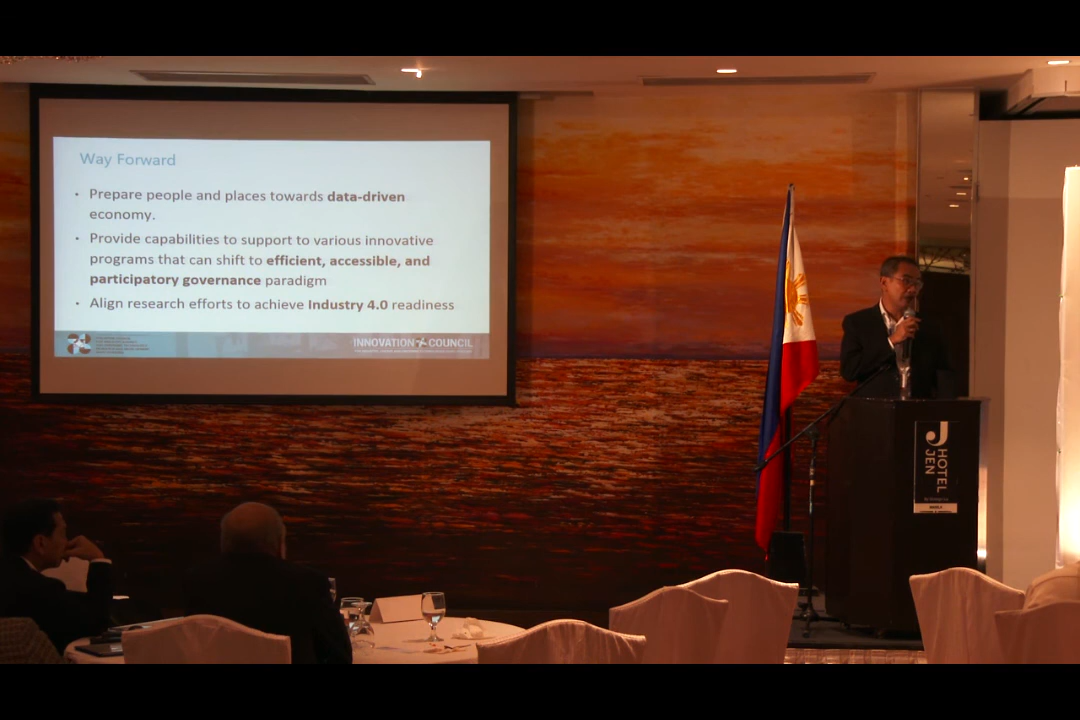 Way Forward
• Prepare people and places towards data-driven
economy.
• Provide capabilities to support to various innovative
programs that can shift to efficient, accessible, and
participatory governance paradigm
• Align research efforts to achieve Industry 4.0 readiness
INNOVATION COUNCIL
J
HOTEL
JEN